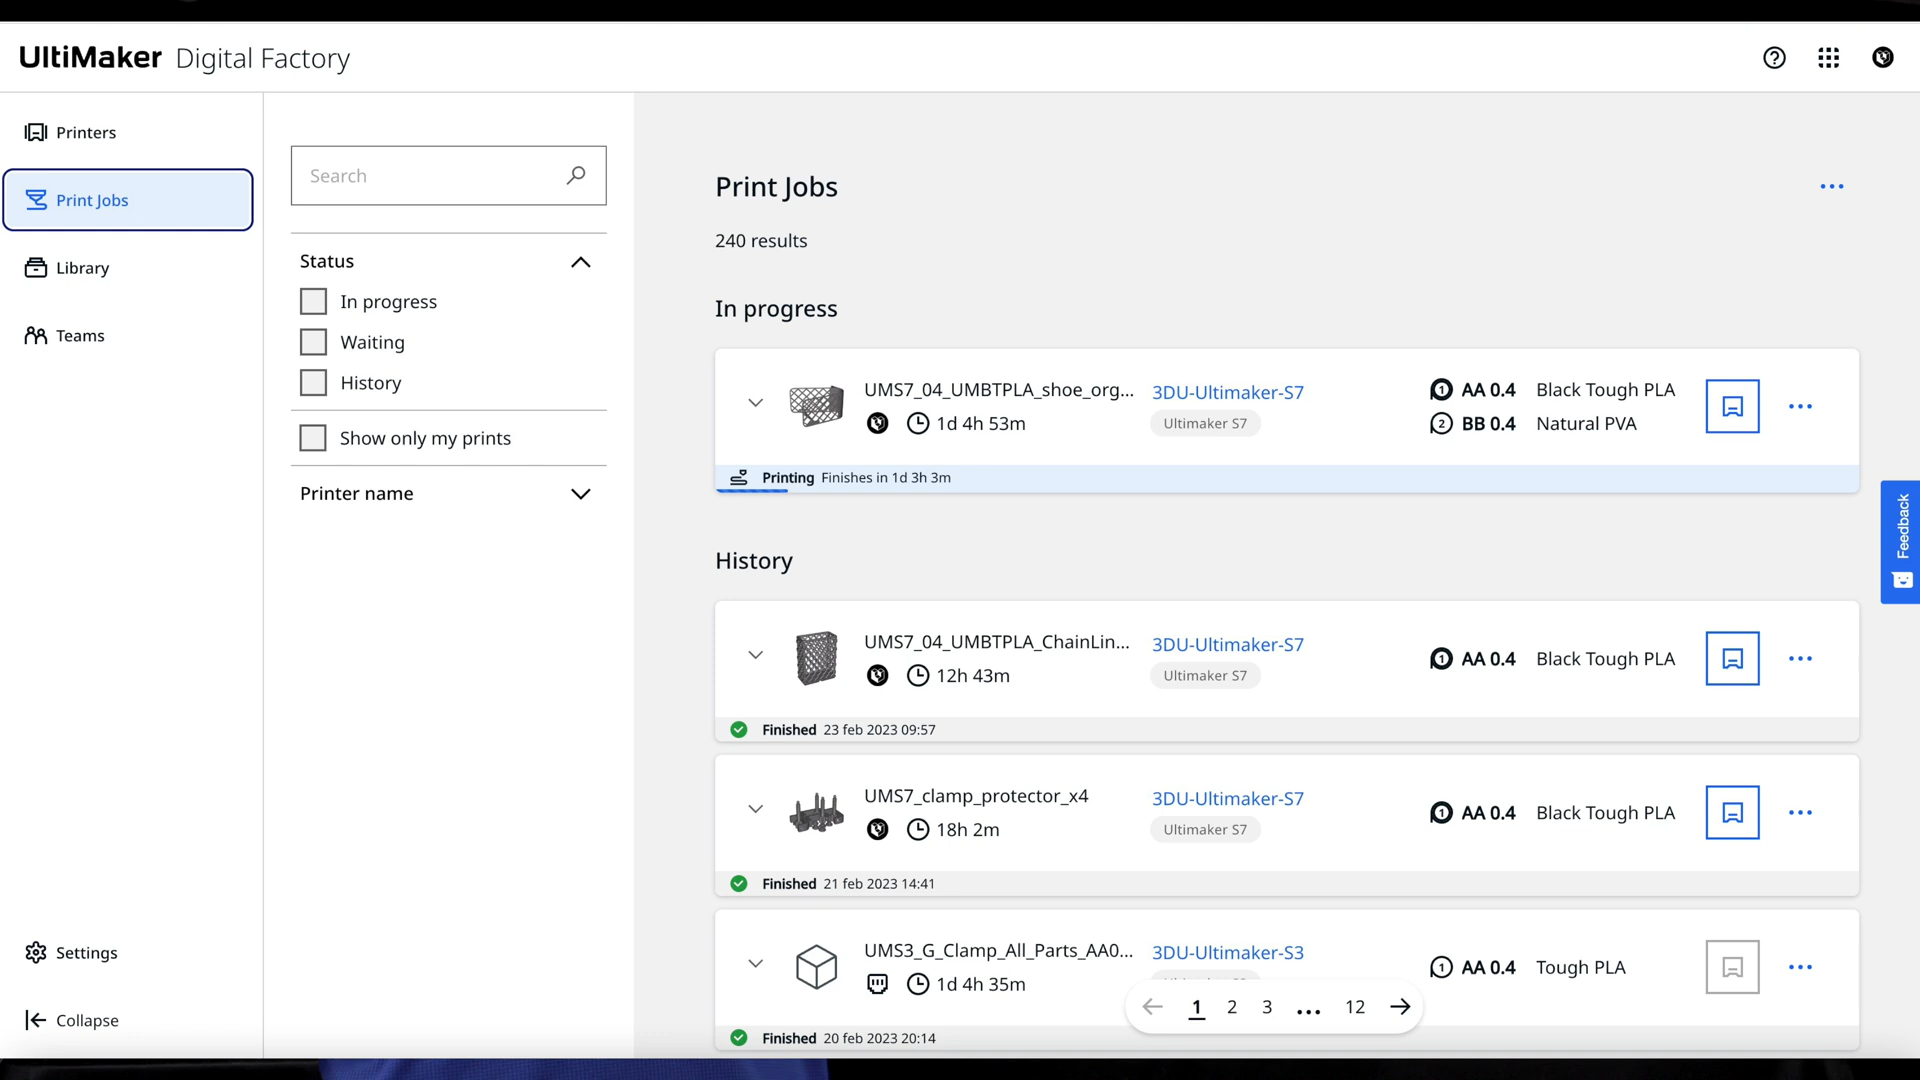 UltiMaker Digital Factory
Printers
Print Jobs
Library
Teams
Settings
Collapse
Search
Status
In progress
Waiting
History
Show only my prints
Printer name
Print Jobs
240 results
In progress
UMS7_04_UMBTPLA_shoe_org... 3DU-Ultimaker-S7 1 AA 0.4 Black Tough PLA
1d 4h 53m Ultimaker S7 2 BB 0.4 Natural PVA
Printing Finishes in 1d 3h 3m
History
UMS7_04_UMBTPLA_ChainLin... 3DU-Ultimaker-S7 1 AA 0.4 Black Tough PLA
12h 43m Ultimaker S7
Finished 23 feb 2023 09:57
UMS7_clamp_protector_x4 3DU-Ultimaker-S7 1 AA 0.4 Black Tough PLA
18h 2m Ultimaker S7
Finished 21 feb 2023 14:41
UMS3_G_Clamp_All_Parts_AA0... 3DU-Ultimaker-S3 1 AA 0.4 Tough PLA
1d 4h 35m
1 2 3 ... 12
Finished 20 feb 2023 20:14
Feedback